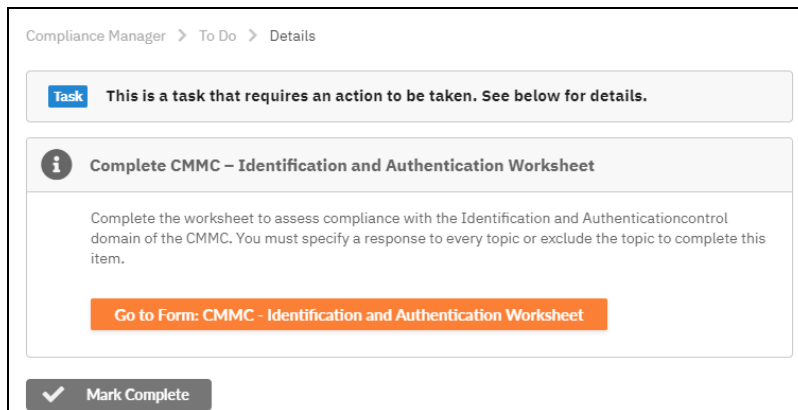 Compliance Manager > To Do > Details
Task This is a task that requires an action to be taken. See below for details.
Complete CMMC – Identification and Authentication Worksheet
Complete the worksheet to assess compliance with the Identification and Authenticationcontrol
domain of the CMMC. You must specify a response to every topic or exclude the topic to complete this
item.
Go to Form: CMMC - Identification and Authentication Worksheet
Mark Complete